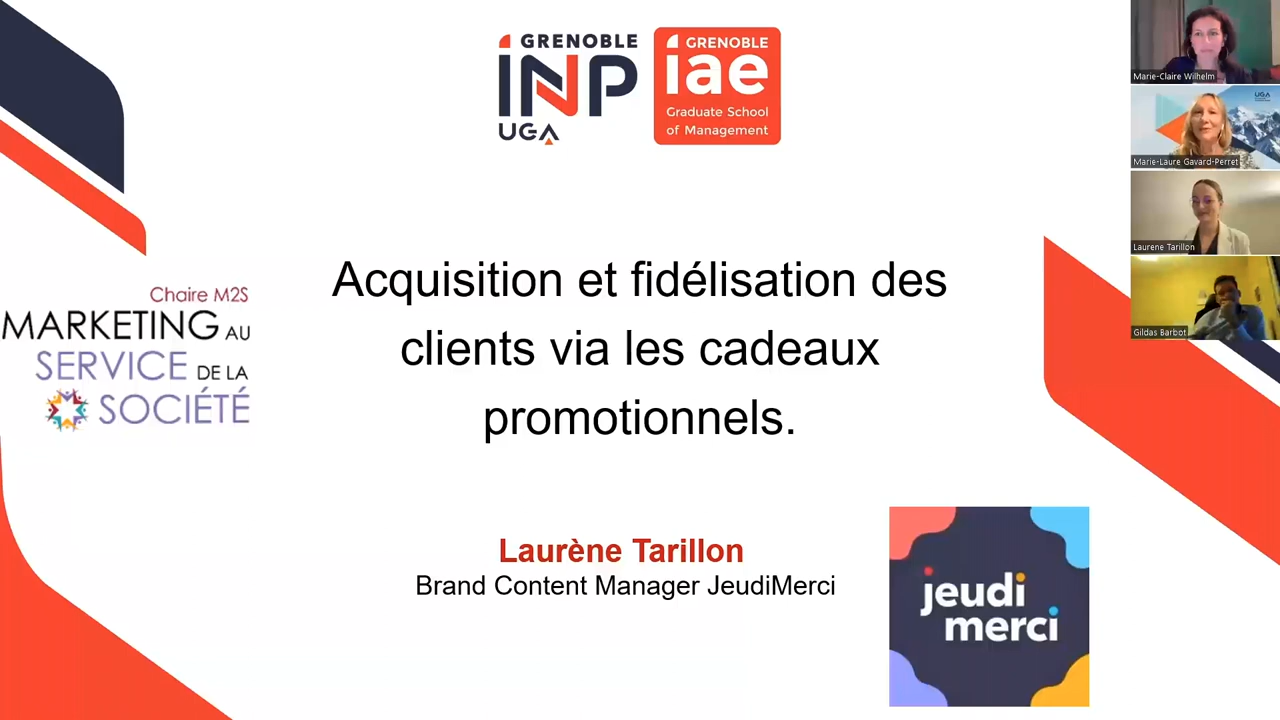 GRENOBLE
INP
UGA
GRENOBLE
iae
Graduate School
of Management
Marie-Claire Wilhelm
UGA
Marie-Laure Gavard-Perret
Laurene Tarillon
Gildas Barbot
Chaire M2S
MARKETING AU
SERVICE DE LA
SOCIÉTÉ
Acquisition et fidélisation des
clients via les cadeaux
promotionnels.
Laurène Tarillon
Brand Content Manager JeudiMerci
jeudi
merci